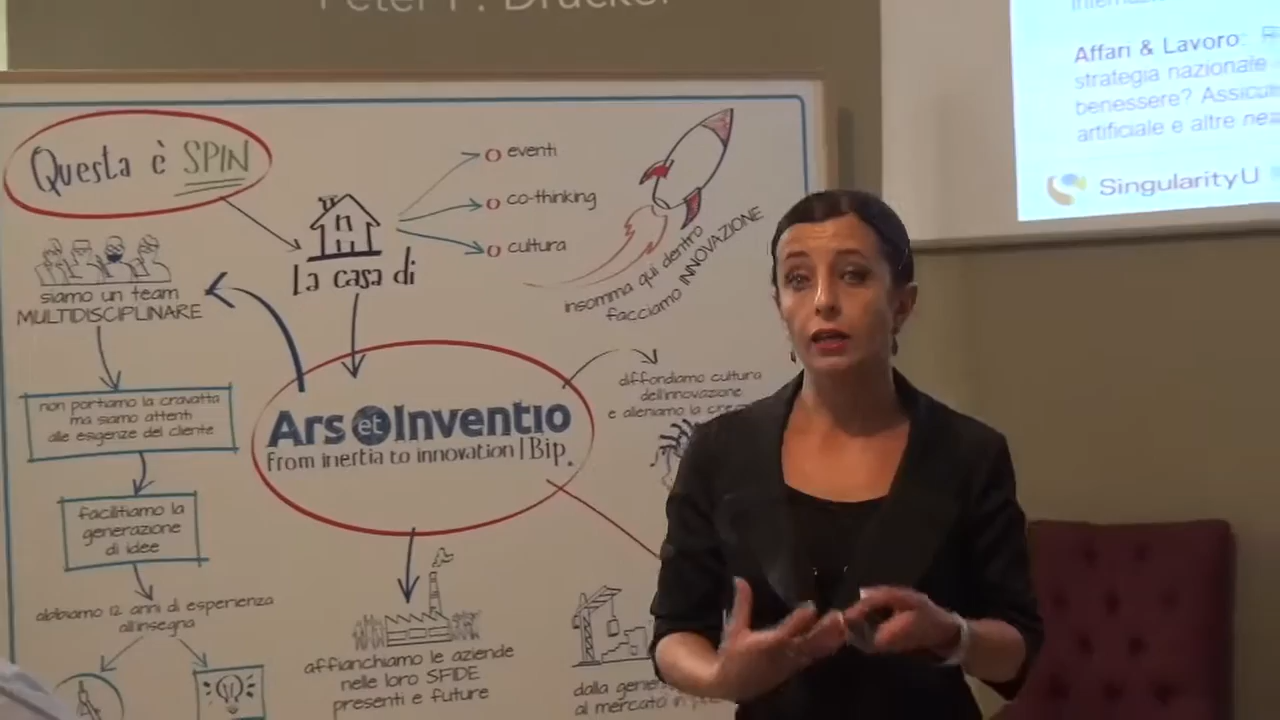 Peter F. Drucker
Questa è SPIN
La casa di
eventi
co-thinking
cultura
insomma qui dentro
facciamo INNOVAZIONE
siamo un team
MULTIDISCIPLINARE
non portiamo la cravatta
ma siamo attenti
alle esigenze del cliente
facilitiamo la
generazione
di idee
abbiamo 12 anni di esperienza
all'insegna
Ars et Inventio
From inertia to innovation | Bip.
diffondiamo cultura
dell'innovazione
e alleniamo la
affianchiamo le aziende
nelle loro SFIDE
presenti e future
dalla
al mercato in
Affari & Lavoro:
strategia nazionale
benessere?
artificiale e altre
SingularityU